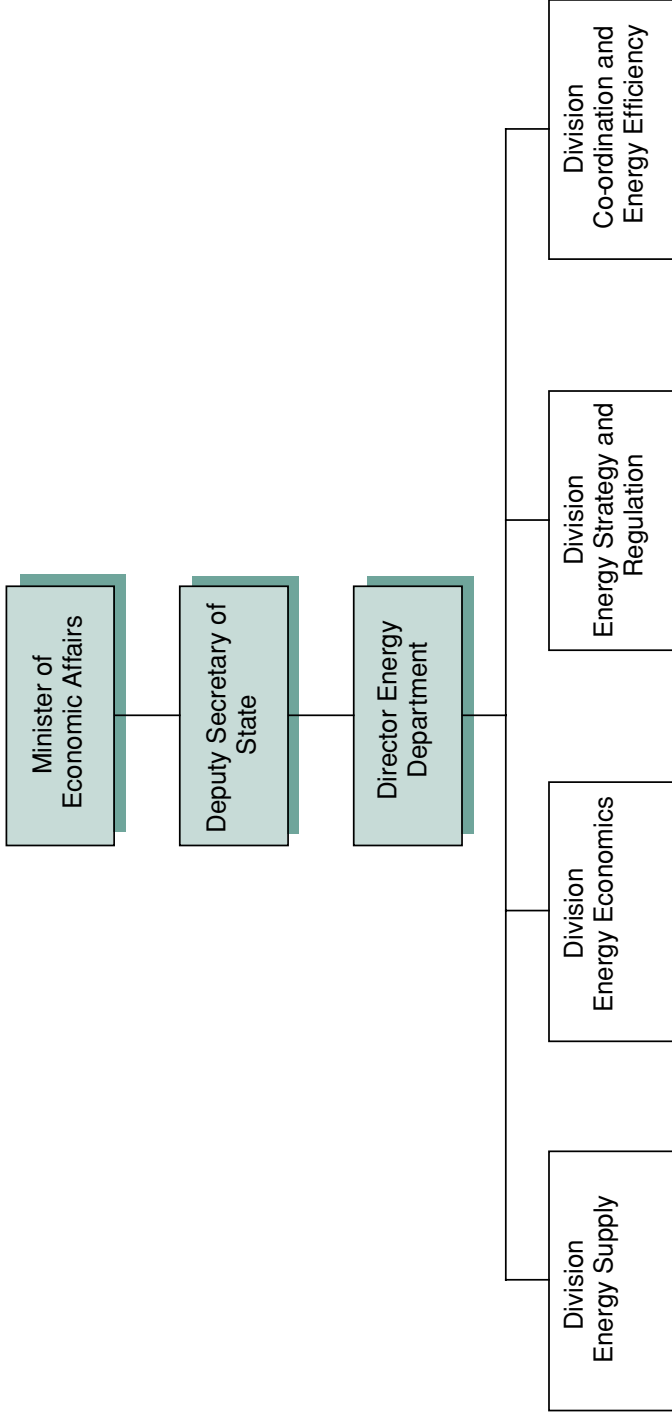 Minister of
Economic Affairs
Deputy Secretary of
State
Director Energy
Department
Division
Energy Supply
Division
Energy Economics
Division
Energy Strategy and
Regulation
Division
Co-ordination and
Energy Efficiency